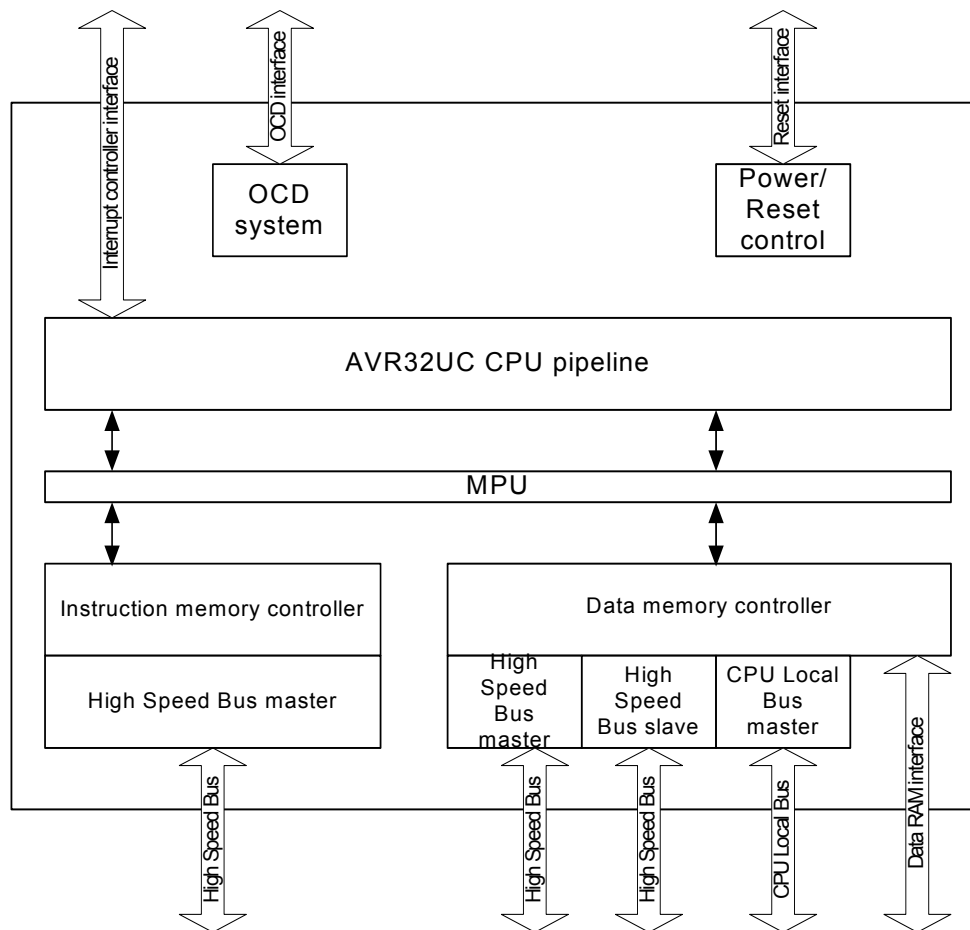 Interrupt controller interface
OCD interface
Reset interface
OCD
system
Power/
Reset
control
AVR32UC CPU pipeline
MPU
Instruction memory controller
Data memory controller
High Speed Bus master
High
Speed
Bus
master
High
Speed
Bus slave
CPU Local
Bus
master
High Speed Bus
High Speed Bus
High Speed Bus
CPU Local Bus
Data RAM interface